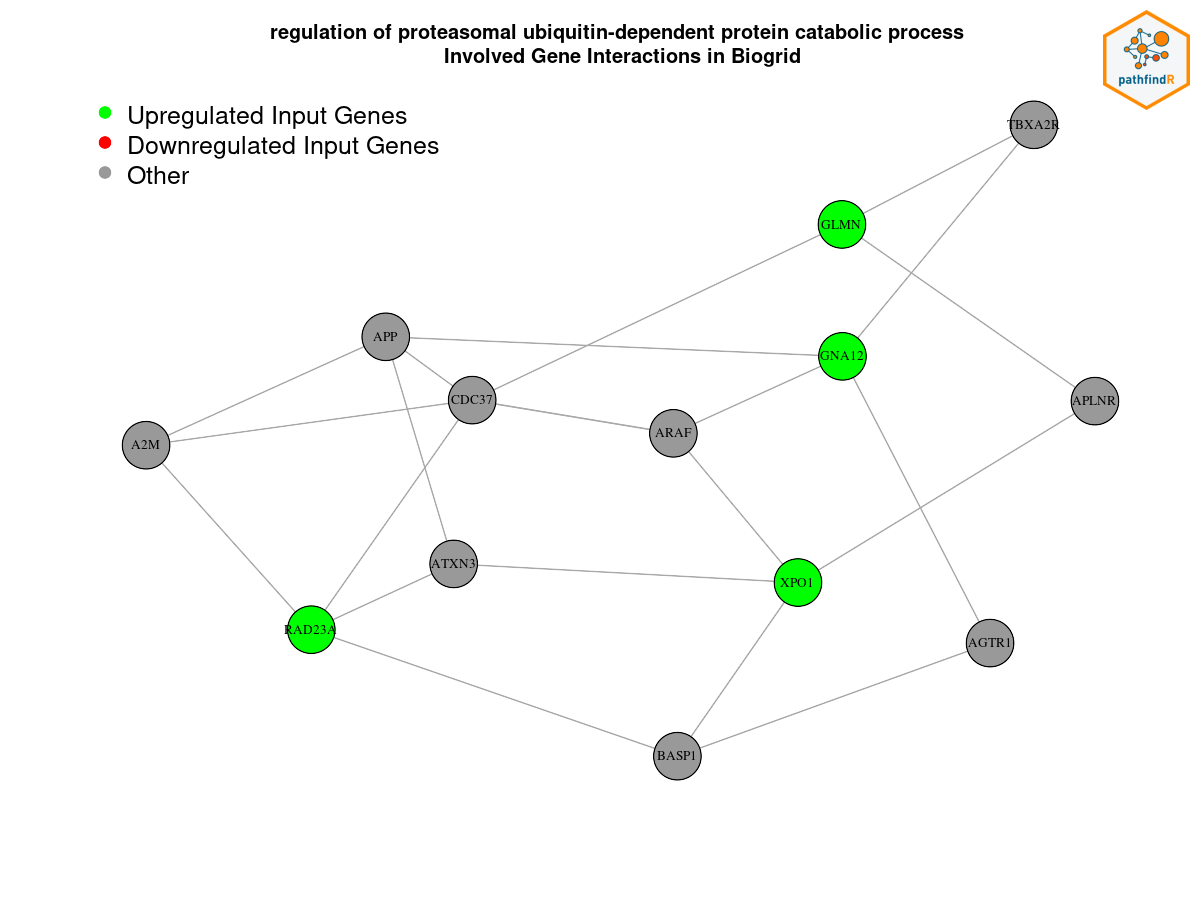 regulation of proteasomal ubiquitin-dependent protein catabolic process
Involved Gene Interactions in Biogrid
pathfindR
Upregulated Input Genes
Downregulated Input Genes
Other
TBXA2R
GLMN
APP
GNA12
CDC37
APLNR
ARAF
A2M
ATXN3
XPO1
RAD23A
AGTR1
BASP1